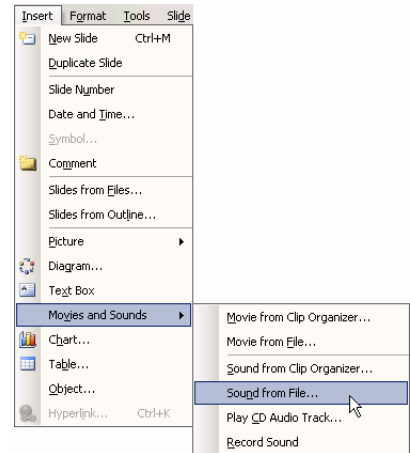 Insert Format Tools Slide
New Slide Ctrl+M
Duplicate Slide
Slide Number
Date and Time...
Symbol...
Comment
Slides from Files...
Slides from Outline...
Picture
Diagram...
Text Box
Movies and Sounds
Chart...
Table...
Object...
Hyperlink... Ctrl+K
Movie from Clip Organizer...
Movie from File...
Sound from Clip Organizer...
Sound from File...
Play CD Audio Track...
Record Sound